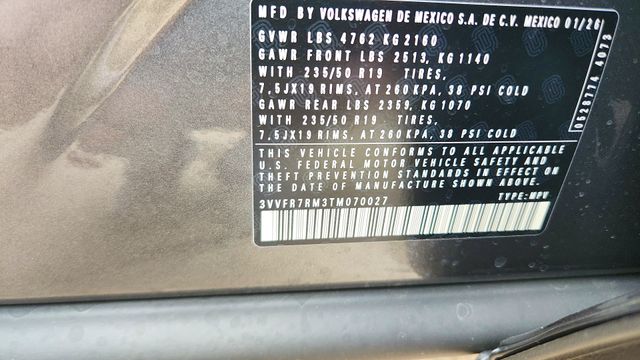 MFD BY VOLKSWAGEN DE MEXICO S.A. DE C.V. MEXICO 01/26
GVWR LBS 4762 KG 2160
GAWR FRONT LBS 2513, KG 1140
WITH 235/50 R19 TIRES,
7,5JX19 RIMS, AT 260 KPA, 38 PSI COLD
GAWR REAR LBS 2359, KG 1070
WITH 235/50 R19 TIRES,
7,5JX19 RIMS, AT 260 KPA, 38 PSI COLD
THIS VEHICLE CONFORMS TO ALL APPLICABLE
U.S. FEDERAL MOTOR VEHICLE SAFETY AND
THEFT PREVENTION STANDARDS IN EFFECT ON
THE DATE OF MANUFACTURE SHOWN ABOVE
3VVFR7RM3TM070027 TYPE: MPV
0528774 4073